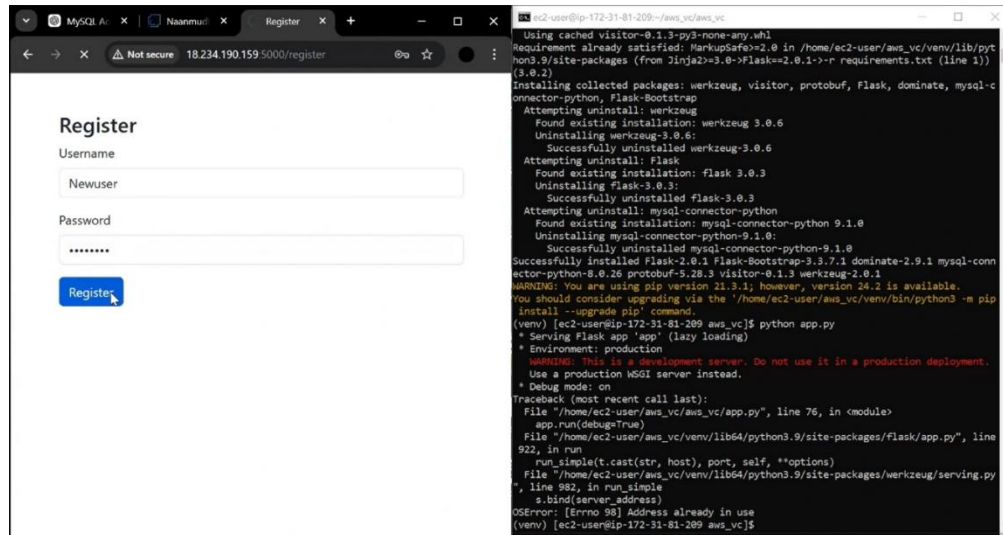 MySQL Ac
Naanmud
Register
Not secure 18.234.190.159:5000/register
Register
Username
Newuser
Password
Register
ec2-user@ip-172-31-81-209:~/aws_vc/aws_vc
Using cached visitor-0.1.3-py3-none-any.whl
Requirement already satisfied: MarkupSafe>=2.0 in /home/ec2-user/aws_vc/venv/lib/pyt
hon3.9/site-packages (from Jinja2>=3.0->Flask==2.0.1->-r requirements.txt (line 1))
(3.0.2)
Installing collected packages: werkzeug, visitor, protobuf, Flask, dominate, mysql-c
onnector-python, Flask-Bootstrap
Attempting uninstall: werkzeug
Found existing installation: werkzeug 3.0.6
Uninstalling werkzeug-3.0.6:
Successfully uninstalled werkzeug-3.0.6
Attempting uninstall: Flask
Found existing installation: flask 3.0.3
Uninstalling flask-3.0.3:
Successfully uninstalled flask-3.0.3
Attempting uninstall: mysql-connector-python
Found existing installation: mysql-connector-python 9.1.0
Uninstalling mysql-connector-python-9.1.0:
Successfully uninstalled mysql-connector-python-9.1.0
Successfully installed Flask-2.0.1 Flask-Bootstrap-3.3.7.1 dominate-2.9.1 mysql-conn
ector-python-8.0.26 protobuf-5.28.3 visitor-0.1.3 werkzeug-2.0.1
WARNING: You are using pip version 21.3.1; however, version 24.2 is available.
You should consider upgrading via the '/home/ec2-user/aws_vc/venv/bin/python3 -m pip
install --upgrade pip' command.
(venv) [ec2-user@ip-172-31-81-209 aws_vc]$ python app.py
* Serving Flask app 'app' (lazy loading)
* Environment: production
WARNING: This is a development server. Do not use it in a production deployment.
Use a production WSGI server instead.
* Debug mode: on
Traceback (most recent call last):
File "/home/ec2-user/aws_vc/aws_vc/app.py", line 76, in <module>
app.run(debug=True)
File "/home/ec2-user/aws_vc/venv/lib64/python3.9/site-packages/flask/app.py", line
922, in run
run_simple(t.cast(str, host), port, self, **options)
File "/home/ec2-user/aws_vc/venv/lib64/python3.9/site-packages/werkzeug/serving.py
", line 982, in run_simple
s.bind(server_address)
OSError: [Errno 98] Address already in use
(venv) [ec2-user@ip-172-31-81-209 aws_vc]$